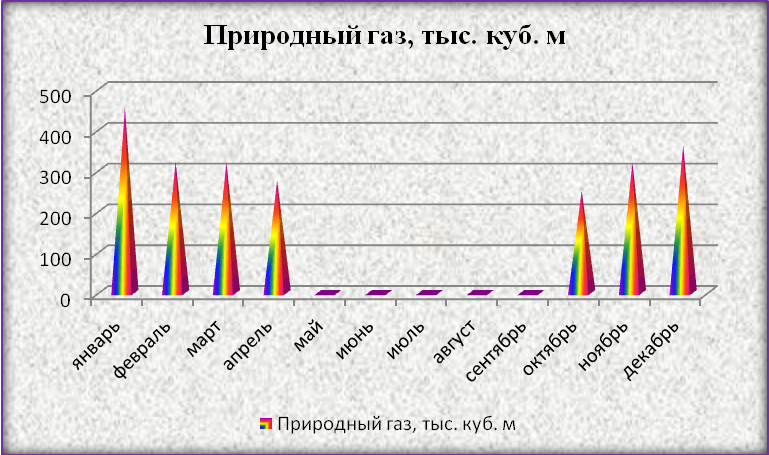 Природный газ, тыс. куб. м
500
400
300
200
100
0
январь
февраль
март
апрель
май
июнь
июль
август
сентябрь
октябрь
ноябрь
декабрь
Природный газ, тыс. куб. м